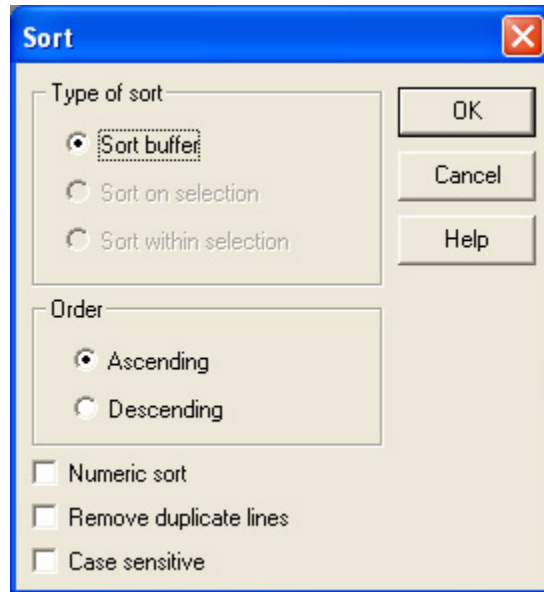 Sort
Type of sort
Sort buffer
Sort on selection
Sort within selection
OK
Cancel
Help
Order
Ascending
Descending
Numeric sort
Remove duplicate lines
Case sensitive